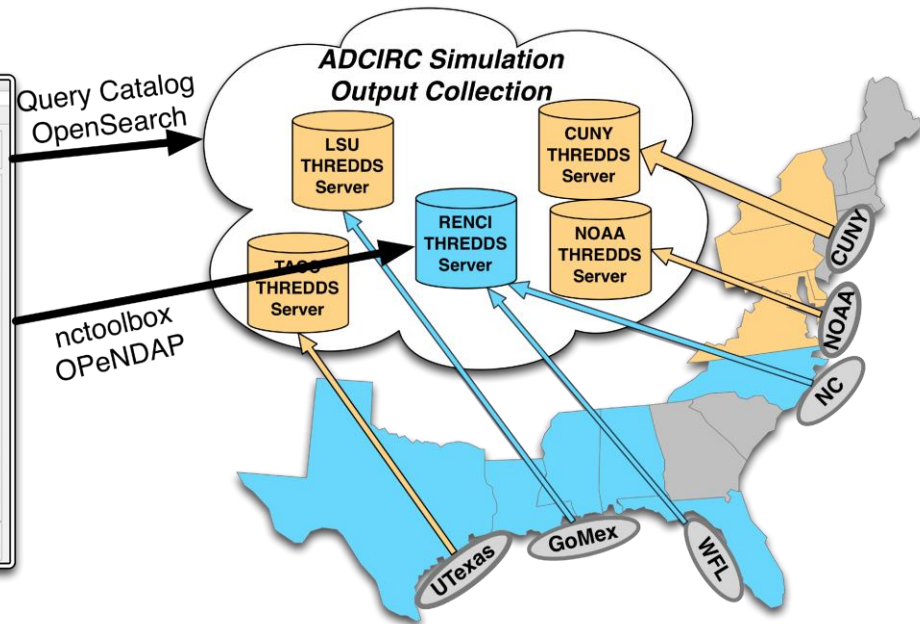 ADCIRC Simulation
Output Collection
Query Catalog
OpenSearch
LSU
THREDDS
Server
CUNY
THREDDS
Server
RENCI
THREDDS
Server
NOAA
THREDDS
Server
THREDDS
Server
nctoolbox
OPeNDAP
CUNY
NOAA
NC
UTexas
GoMex
WFL